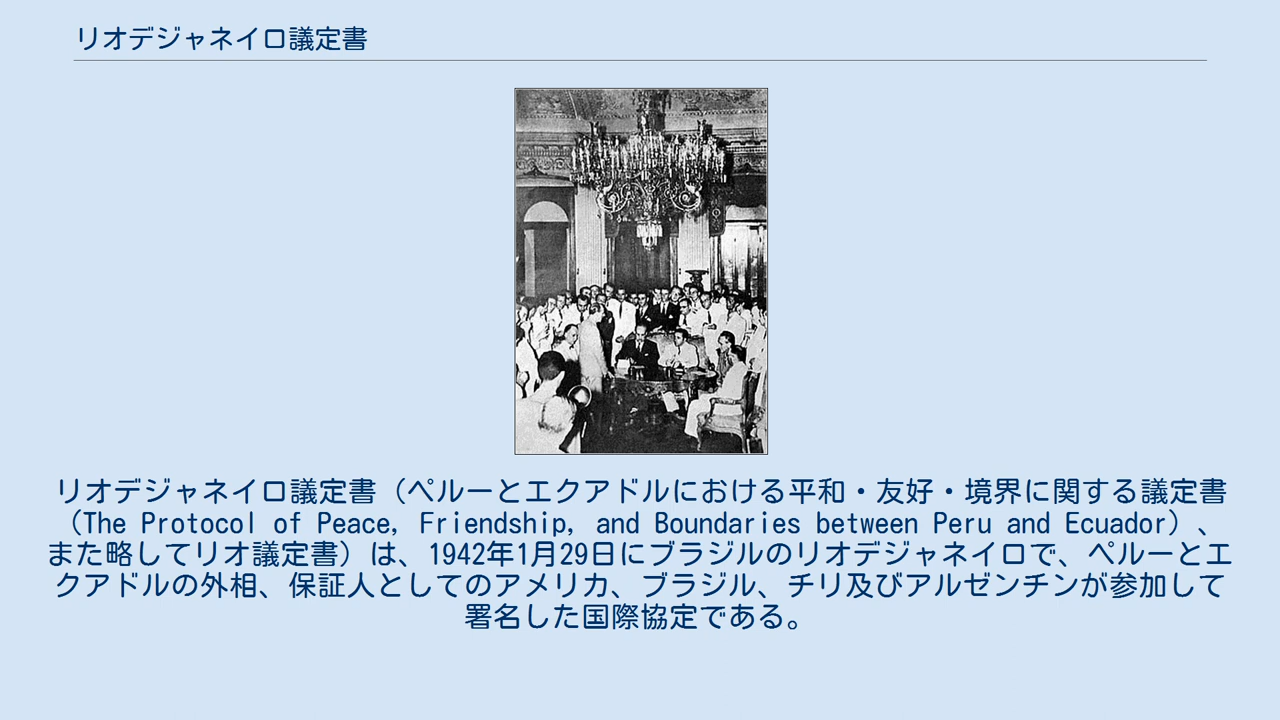 リオデジャネイロ議定書
リオデジャネイロ議定書（ペルーとエクアドルにおける平和・友好・境界に関する議定書
（The Protocol of Peace, Friendship, and Boundaries between Peru and Ecuador）、
また略してリオ議定書）は、1942年1月29日にブラジルのリオデジャネイロで、ペルーとエ
クアドルの外相、保証人としてのアメリカ、ブラジル、チリ及びアルゼンチンが参加して
署名した国際協定である。